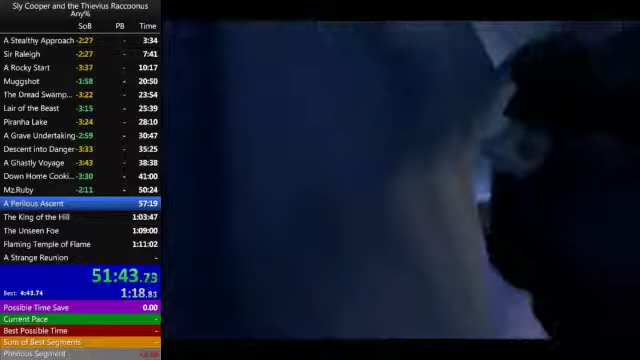 Sly Cooper and the Thievius Raccoonus
Any%
SoB PB Time
A Stealthy Approach -2:27 - 3:34
Sir Raleigh -2:27 - 7:41
A Rocky Start -3:37 - 10:17
Muggshot -1:58 - 20:50
The Dread Swamp... -3:22 - 23:54
Lair of the Beast -3:15 - 25:39
Piranha Lake -3:24 - 28:10
A Grave Undertaking -2:59 - 30:47
Descent into Danger -3:33 - 35:25
A Ghastly Voyage -3:43 - 38:38
Down Home Cooki... -3:30 - 41:00
Mz.Ruby -2:11 - 50:24
A Perilous Ascent 57:19
The King of the Hill 1:03:47
The Unseen Foe 1:09:00
Flaming Temple of Flame 1:11:02
A Strange Reunion -
51:43.73
Best: 4:43.74 1:18.81
Possible Time Save 0.00
Current Pace -
Best Possible Time -
Sum of Best Segments -
Previous Segment